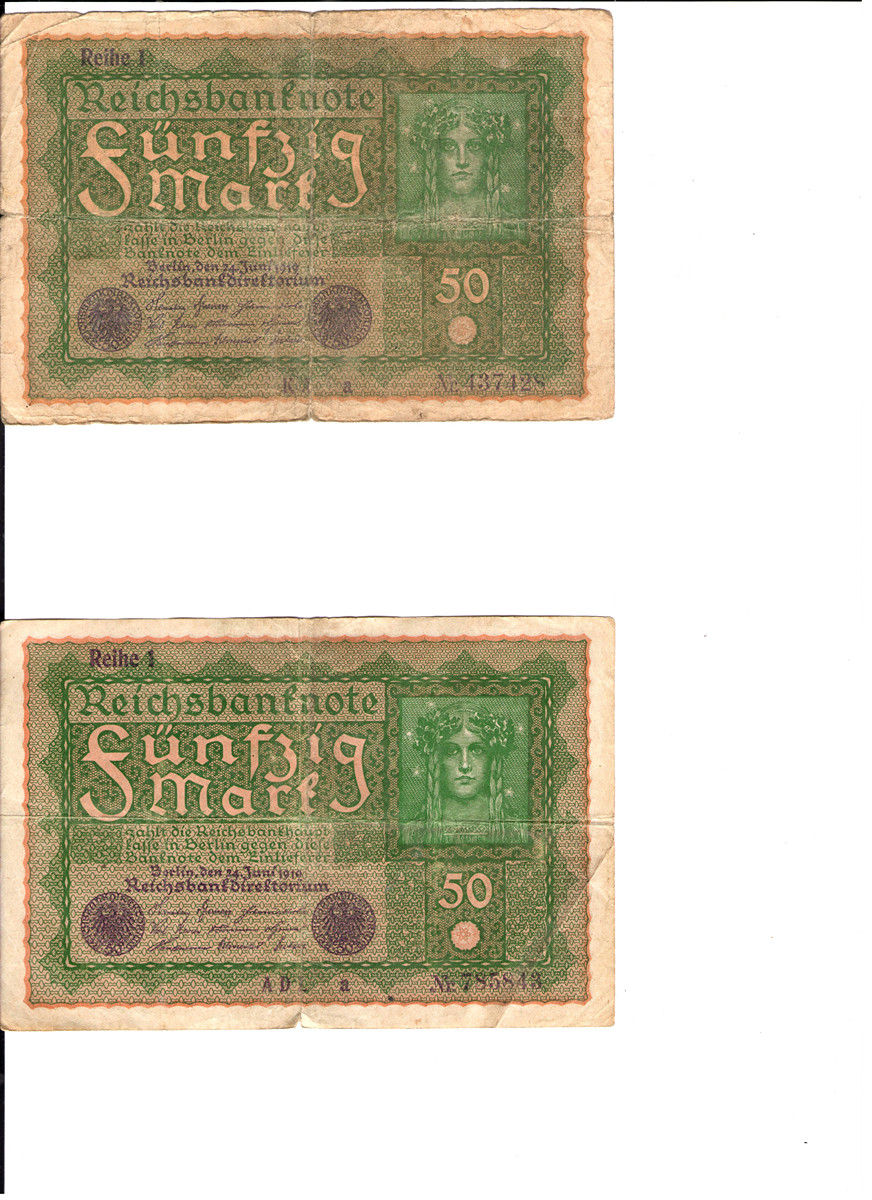 Reihe 1
Reichsbanknote
Fünfzig
Mark
zahlt die Reichsbankhaupt
kasse in Berlin gegen diese
Banknote dem Einlieferer
Berlin, den 24. Juni 1919
Reichsbankdirektorium
50
K a
Nr. 437428
Reihe 1
Reichsbanknote
Fünfzig
Mark
zahlt die Reichsbankhaupt
kasse in Berlin gegen diese
Banknote dem Einlieferer
Berlin, den 24. Juni 1919
Reichsbankdirektorium
50
A D a
Nr. 785843